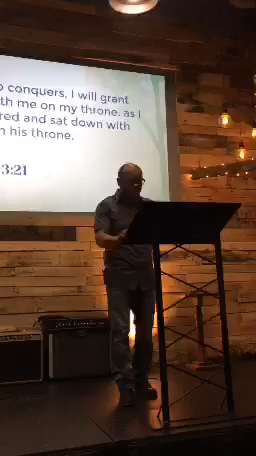 conquers, I will grant
th me on my throne, as I
red and sat down with
his throne.
3:21